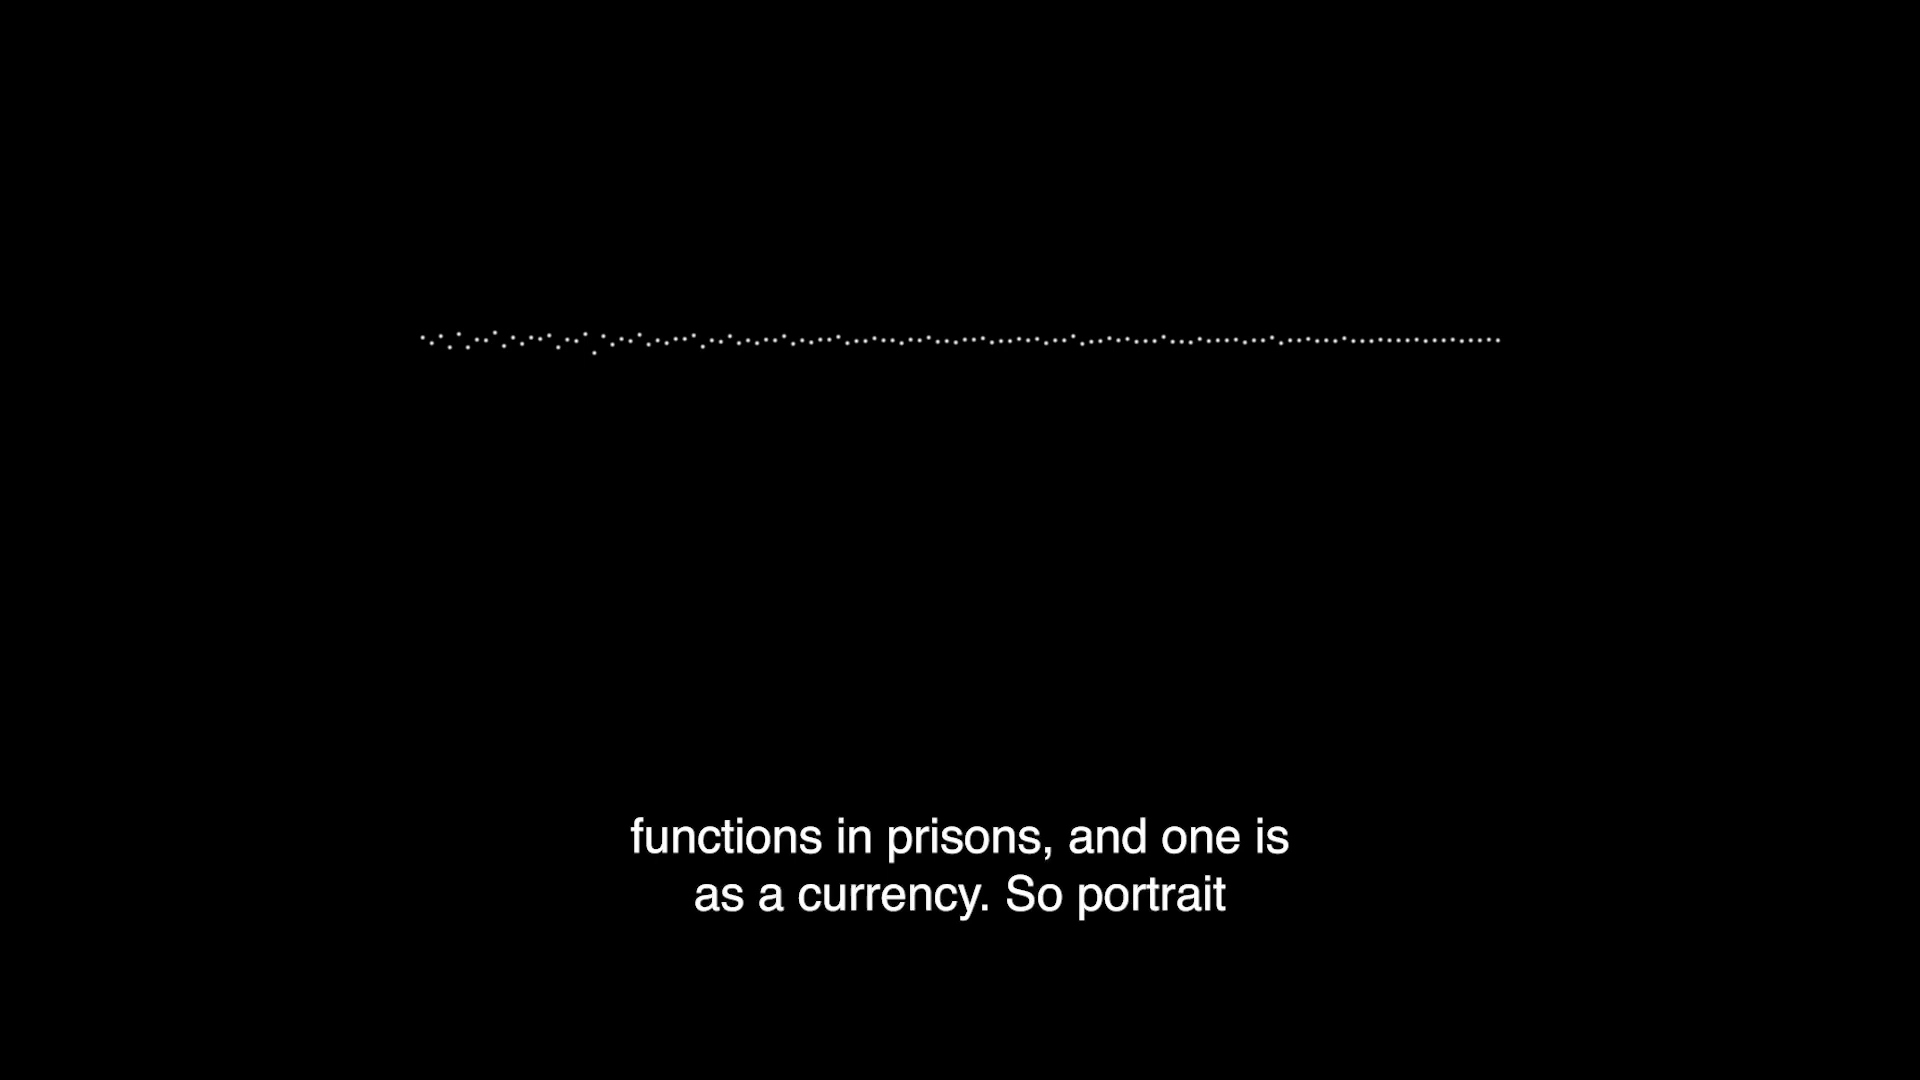 functions in prisons, and one is
as a currency. So portrait